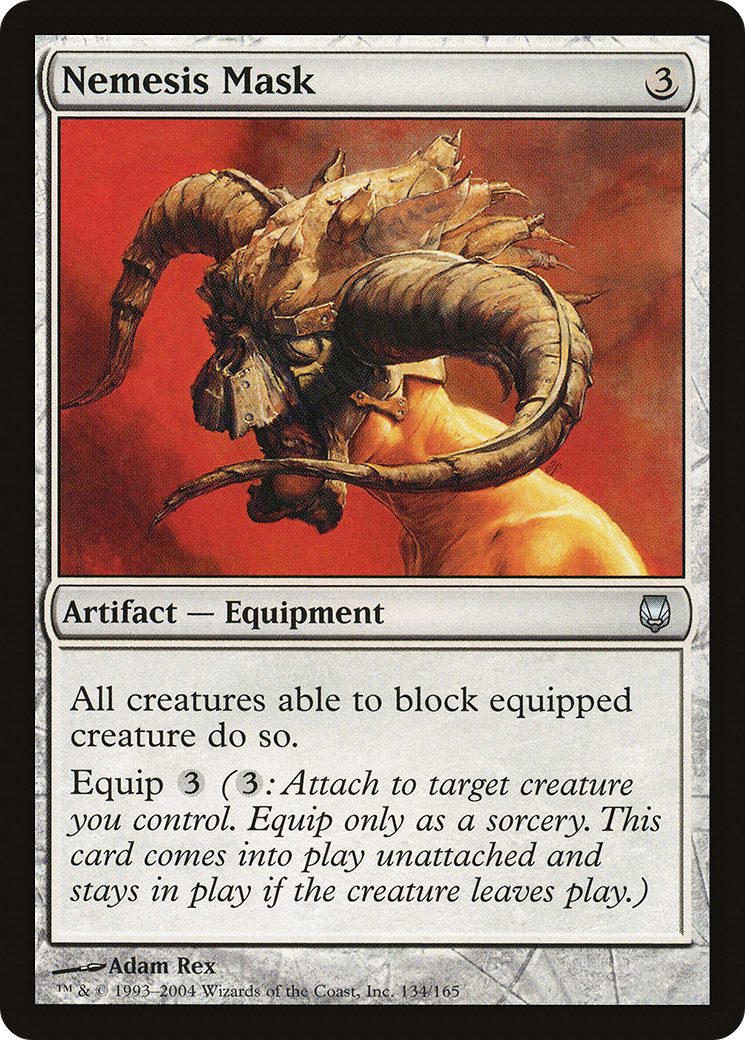 Nemesis Mask 3
Artifact — Equipment
All creatures able to block equipped
creature do so.
Equip 3 (3: Attach to target creature
you control. Equip only as a sorcery. This
card comes into play unattached and
stays in play if the creature leaves play.)
Adam Rex
™ & © 1993–2004 Wizards of the Coast, Inc. 134/165